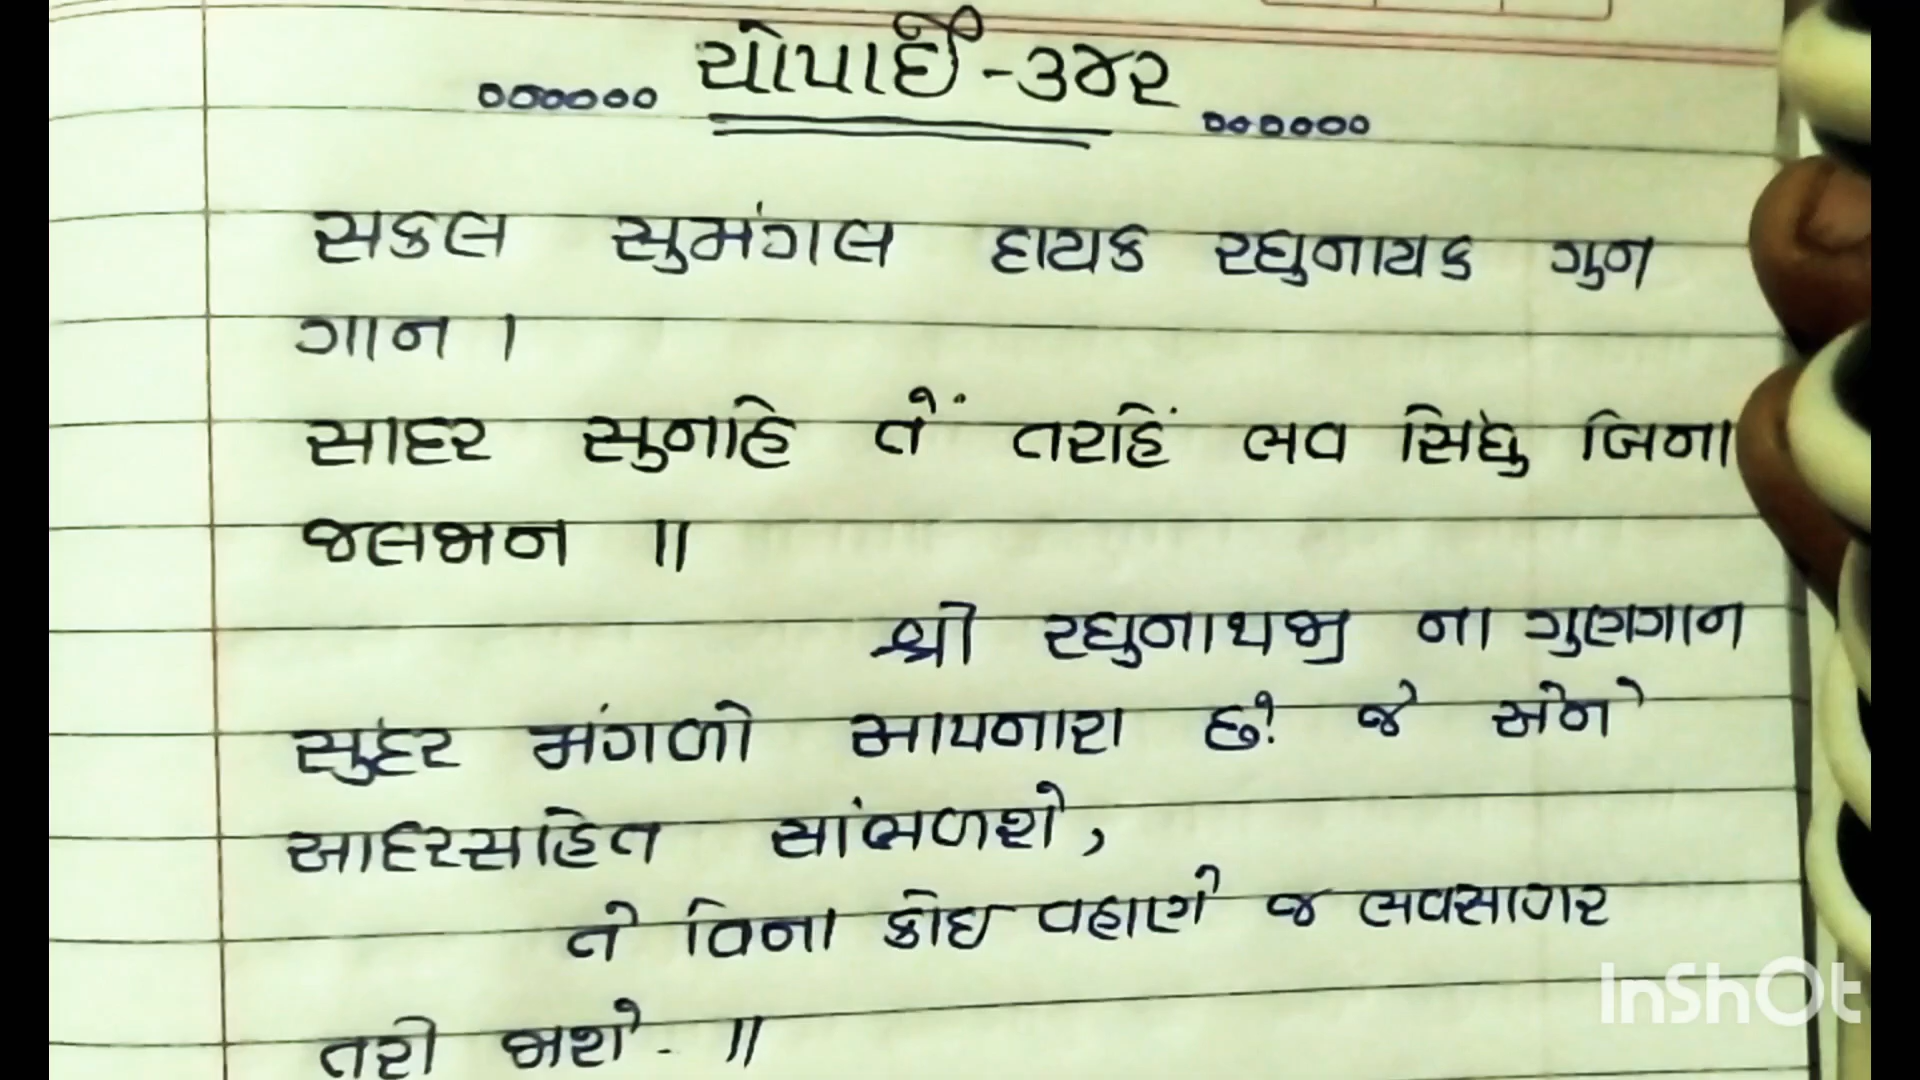 ચોપાઈ - ૩૪૨
સકલ સુમંગલ દાયક રઘુનાયક ગુન
ગાન ।
સાદર સુનહિ તેં તરહિં ભવ સિંધુ બિના
જલજાન ॥
શ્રી રઘુનાથજી ના ગુણગાન
સુંદર મંગળો આપનારા છે. જે એને
આદરસહિત સાંભળશે,
તે વિના કોઇ વહાણે જ ભવસાગર
તરી જાશે. ॥
InShOt